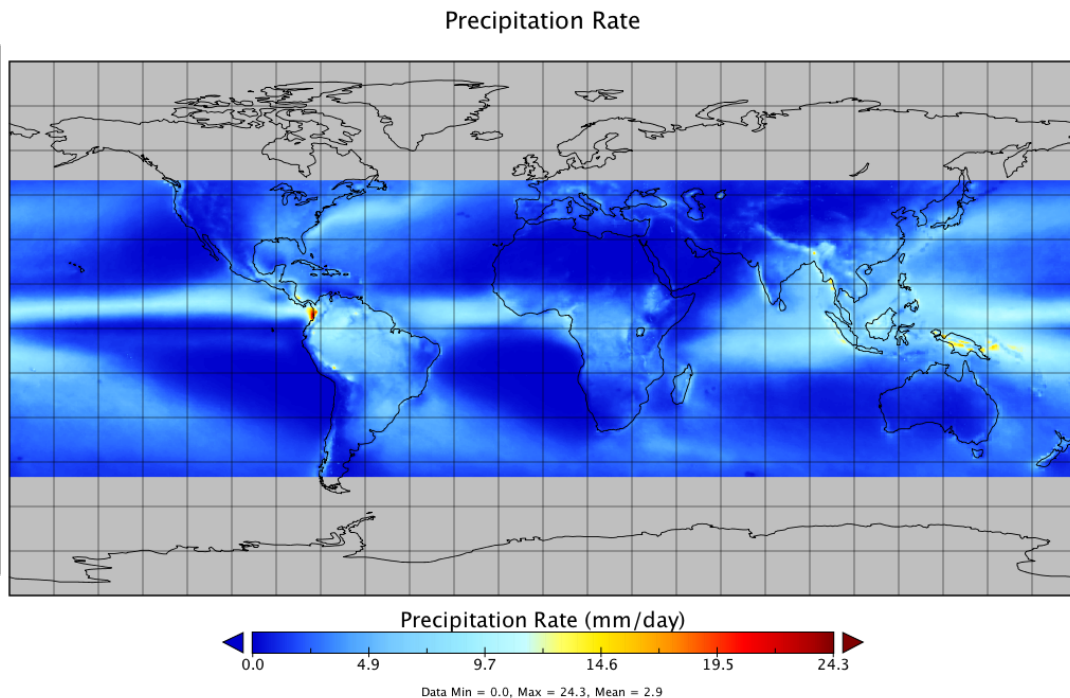 Precipitation Rate
Precipitation Rate (mm/day)
0.0 4.9 9.7 14.6 19.5 24.3
Data Min = 0.0, Max = 24.3, Mean = 2.9